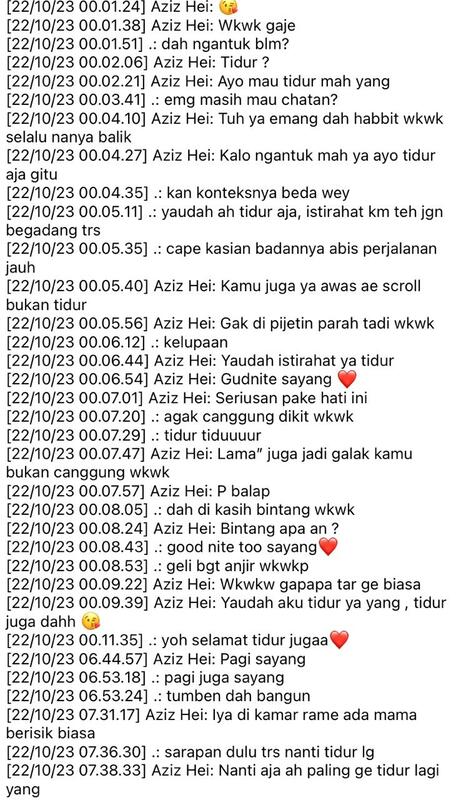 [22/10/23 00.01.24] Aziz Hei: 😘
[22/10/23 00.01.38] Aziz Hei: Wkwk gaje
[22/10/23 00.01.51] .: dah ngantuk blm?
[22/10/23 00.02.06] Aziz Hei: Tidur ?
[22/10/23 00.02.21] Aziz Hei: Ayo mau tidur mah yang
[22/10/23 00.03.41] .: emg masih mau chatan?
[22/10/23 00.04.10] Aziz Hei: Tuh ya emang dah habbit wkwk
selalu nanya balik
[22/10/23 00.04.27] Aziz Hei: Kalo ngantuk mah ya ayo tidur
aja gitu
[22/10/23 00.04.35] .: kan konteksnya beda wey
[22/10/23 00.05.11] .: yaudah ah tidur aja, istirahat km teh jgn
begadang trs
[22/10/23 00.05.35] .: cape kasian badannya abis perjalanan
jauh
[22/10/23 00.05.40] Aziz Hei: Kamu juga ya awas ae scroll
bukan tidur
[22/10/23 00.05.56] Aziz Hei: Gak di pijetin parah tadi wkwk
[22/10/23 00.06.12] .: kelupaan
[22/10/23 00.06.44] Aziz Hei: Yaudah istirahat ya tidur
[22/10/23 00.06.54] Aziz Hei: Gudnite sayang ❤️
[22/10/23 00.07.01] Aziz Hei: Seriusan pake hati ini
[22/10/23 00.07.20] .: agak canggung dikit wkwk
[22/10/23 00.07.29] .: tidur tiduuuur
[22/10/23 00.07.47] Aziz Hei: Lama” juga jadi galak kamu
bukan canggung wkwk
[22/10/23 00.07.57] Aziz Hei: P balap
[22/10/23 00.08.05] .: dah di kasih bintang wkwk
[22/10/23 00.08.24] Aziz Hei: Bintang apa an ?
[22/10/23 00.08.43] .: good nite too sayang❤️
[22/10/23 00.08.53] .: geli bgt anjir wkwkp
[22/10/23 00.09.22] Aziz Hei: Wkwkw gapapa tar ge biasa
[22/10/23 00.09.39] Aziz Hei: Yaudah aku tidur ya yang , tidur
juga dahh 😘
[22/10/23 00.11.35] .: yoh selamat tidur jugaa❤️
[22/10/23 06.44.57] Aziz Hei: Pagi sayang
[22/10/23 06.53.18] .: pagi juga sayang
[22/10/23 06.53.24] .: tumben dah bangun
[22/10/23 07.31.17] Aziz Hei: Iya di kamar rame ada mama
berisik biasa
[22/10/23 07.36.30] .: sarapan dulu trs nanti tidur lg
[22/10/23 07.38.33] Aziz Hei: Nanti aja ah paling ge tidur lagi
yang